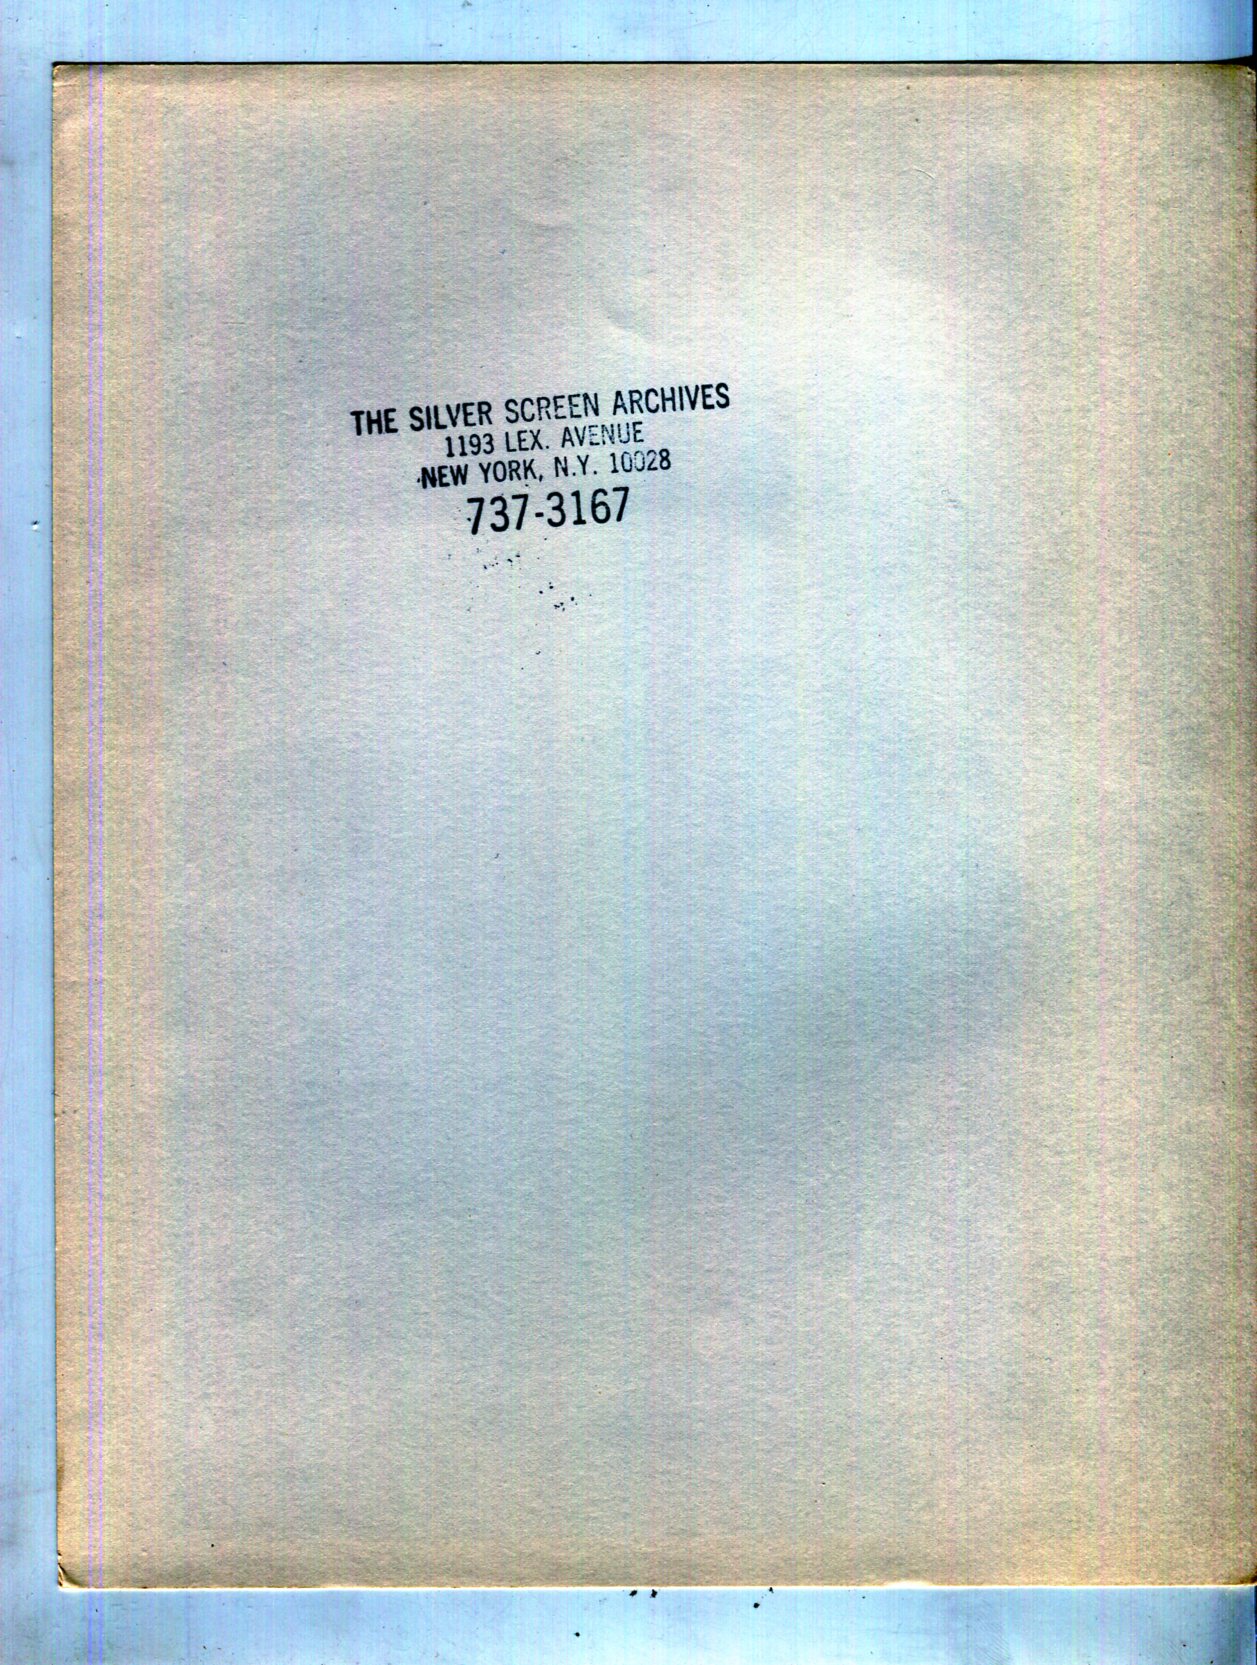 THE SILVER SCREEN ARCHIVES
1193 LEX. AVENUE
NEW YORK, N.Y. 10028
737-3167